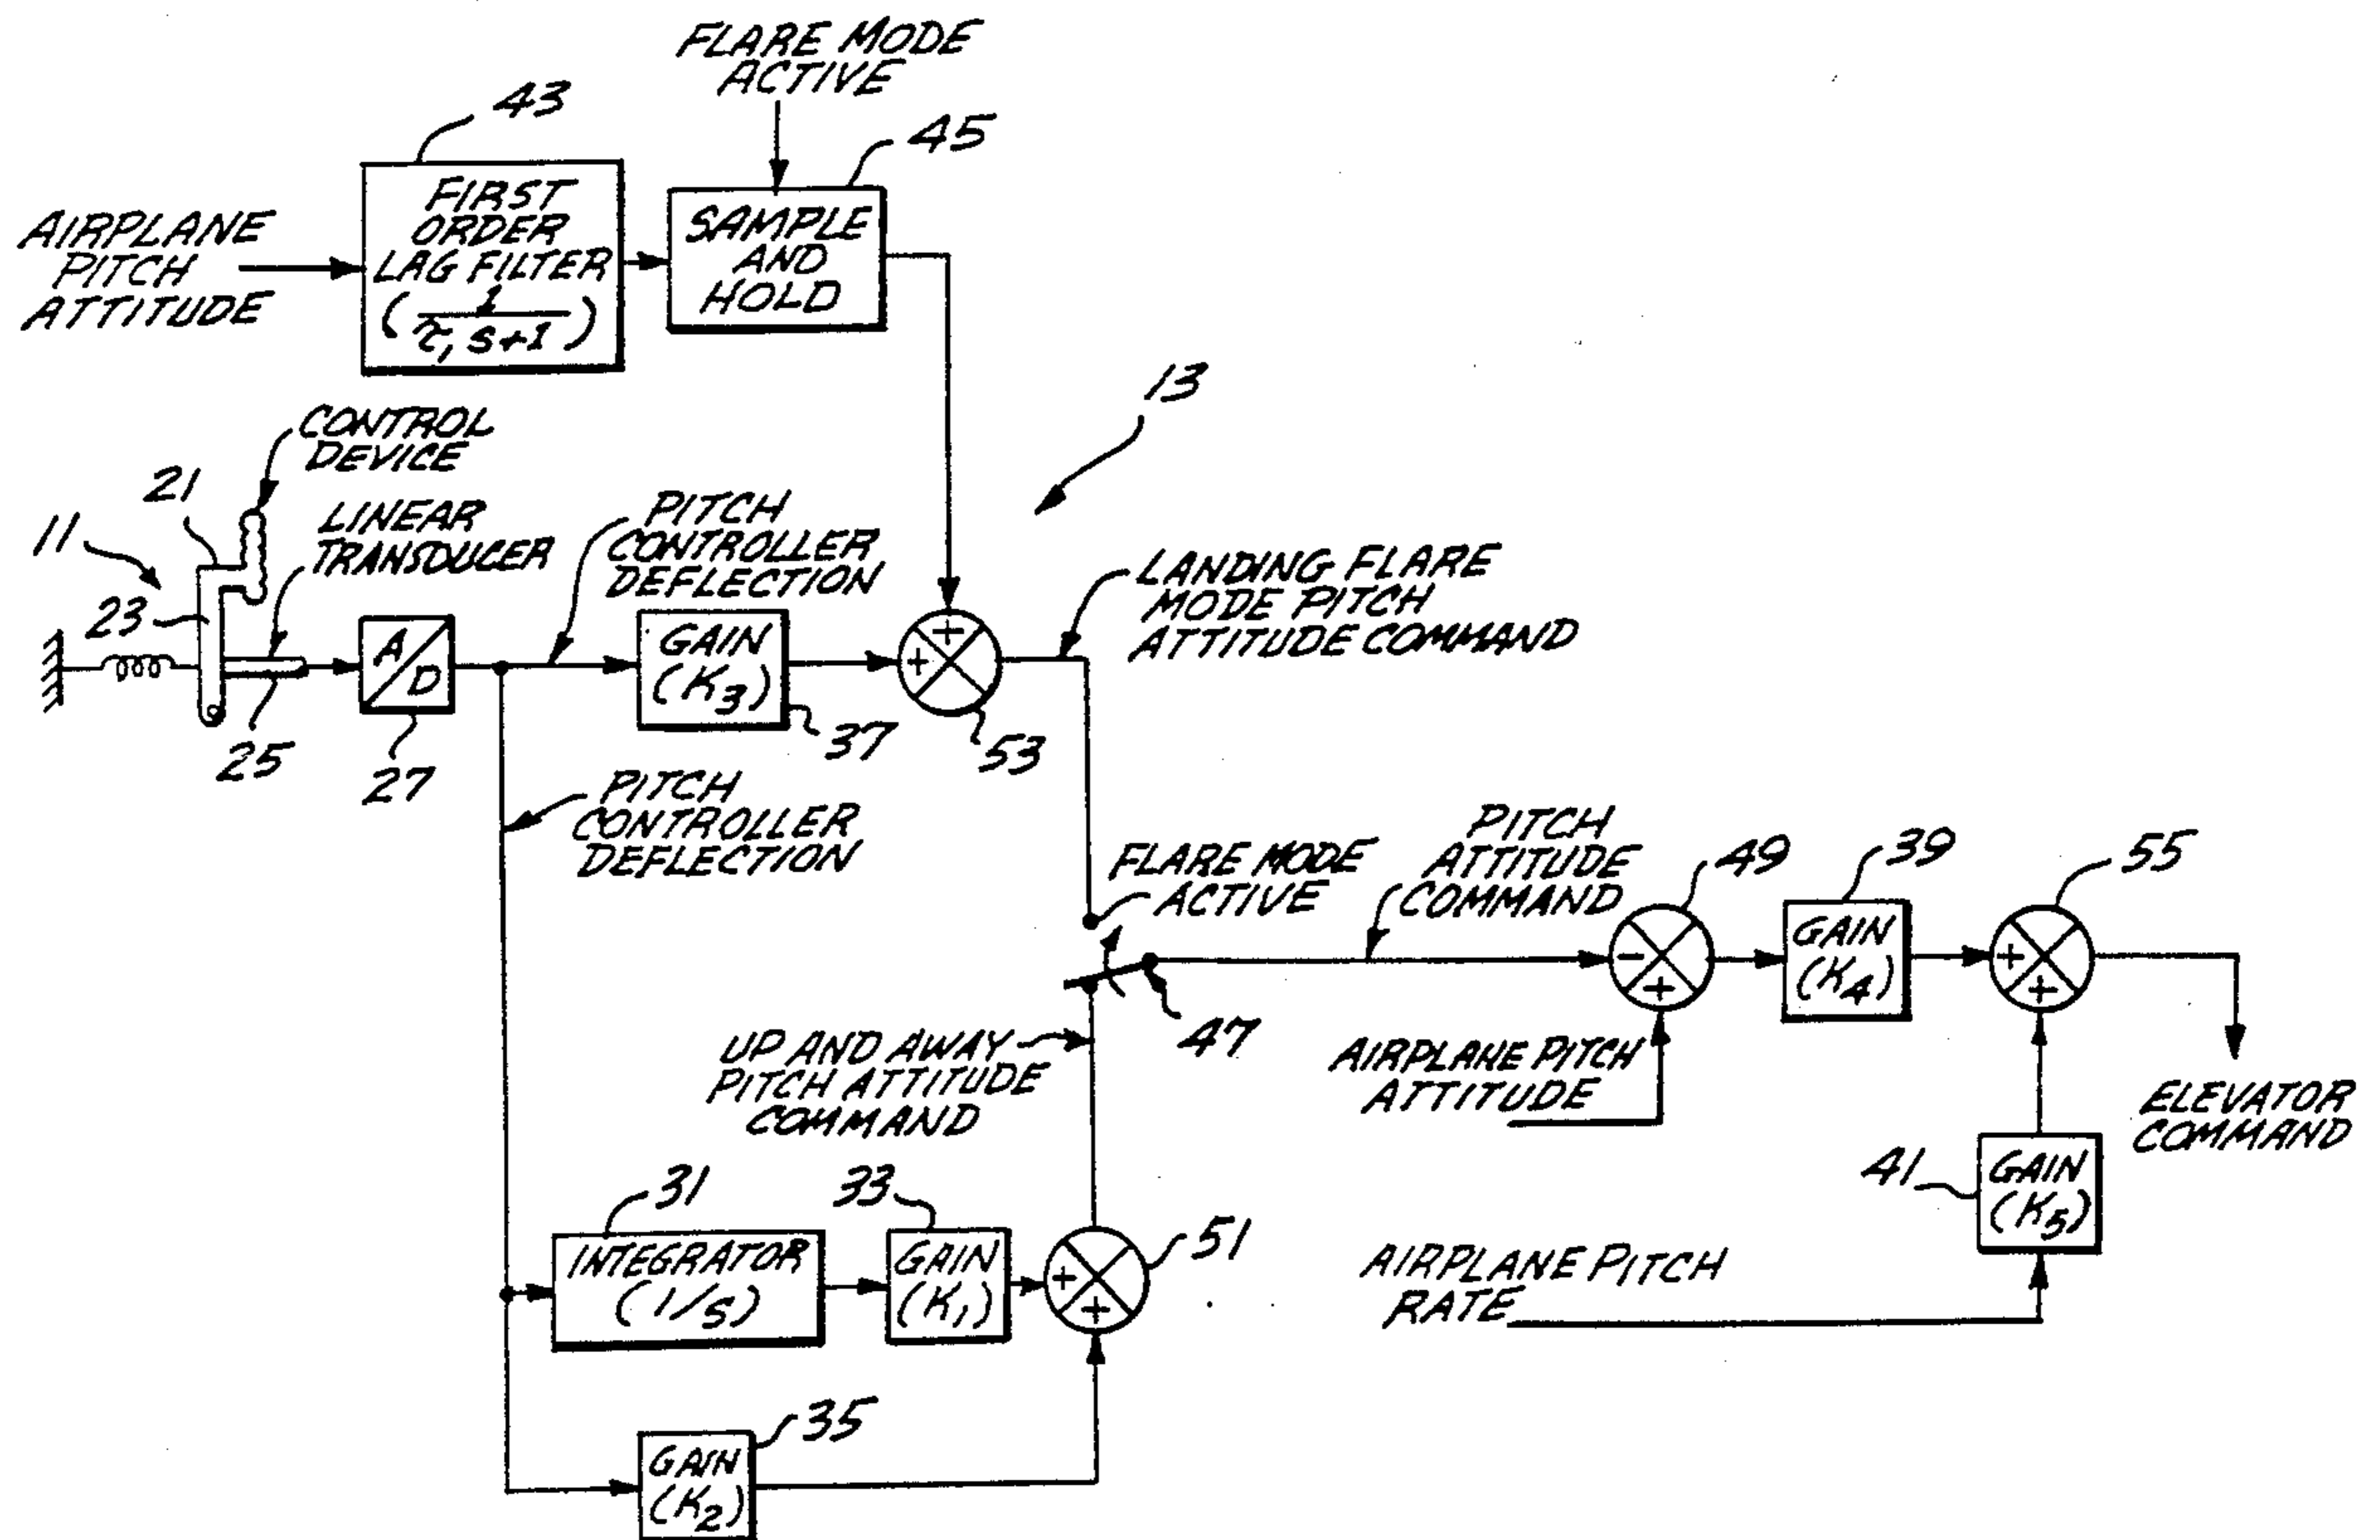 FLARE MODE
ACTIVE
43
45
FIRST
ORDER
LAG FILTER
(1/τ₁s+1)
SAMPLE
AND
HOLD
AIRPLANE
PITCH
ATTITUDE
13
CONTROL
DEVICE
21
11
LINEAR
TRANSDUCER
23
A/D
25
27
PITCH
CONTROLLER
DEFLECTION
GAIN
(K₃)
37
+
+
53
LANDING FLARE
MODE PITCH
ATTITUDE COMMAND
PITCH
CONTROLLER
DEFLECTION
FLARE MODE
ACTIVE
47
PITCH
ATTITUDE
COMMAND
49
-
+
39
GAIN
(K₄)
55
+
+
UP AND AWAY
PITCH ATTITUDE
COMMAND
AIRPLANE PITCH
ATTITUDE
ELEVATOR
COMMAND
41
GAIN
(K₅)
31
INTEGRATOR
(1/S)
33
GAIN
(K₁)
+
+
51
AIRPLANE PITCH
RATE
35
GAIN
(K₂)